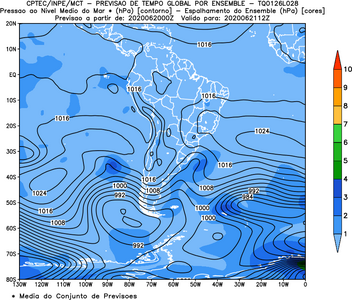 CPTEC/INPE/MCT - PREVISÃO DE TEMPO GLOBAL POR ENSEMBLE - TQ0126L028
Pressao ao Nivel Medio do Mar * (hPa) [contorno] - Espalhamento do Ensemble (hPa) [cores]
Previsao a partir de: 2020062000Z Valido para: 2020062112Z
20N
10N
EQ
10S
20S
30S
40S
50S
60S
70S
80S
1016
1016
1016
1016
1016
1024
1016
1024
1016
1008
1000
992
1016
1008
1000
992
984
1000
992
130W 120W 110W 100W 90W 80W 70W 60W 50W 40W 30W 20W 10W 0
10
9
8
7
6
5
4
3
2
1
* Media do Conjunto de Previsoes